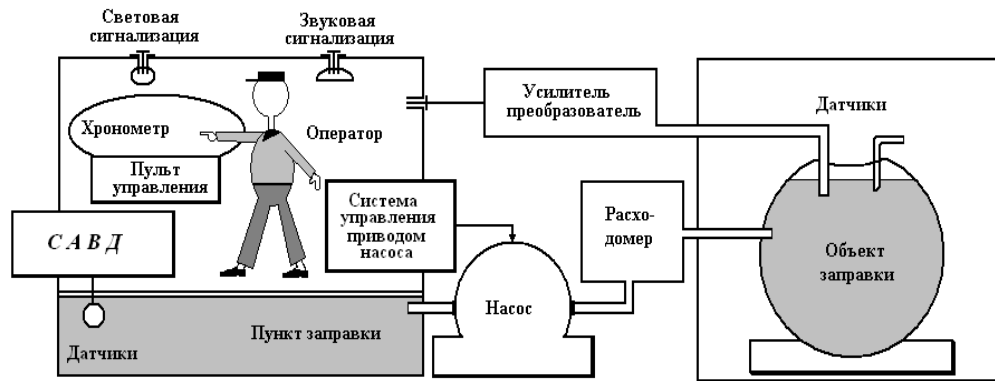 Световая
сигнализация
Звуковая
сигнализация
Хронометр
Оператор
Пульт
управления
С А В Д
Система
управления
приводом
насоса
Датчики
Пункт заправки
Насос
Усилитель
преобразователь
Расхо-
домер
Датчики
Объект
заправки